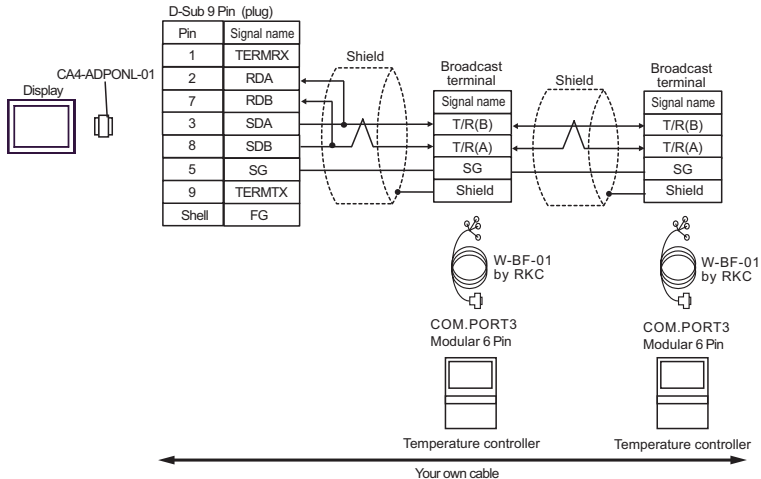 D-Sub 9 Pin (plug)
Pin Signal name
1 TERMRX
2 RDA
7 RDB
3 SDA
8 SDB
5 SG
9 TERMTX
Shell FG
CA4-ADPONL-01
Display
Shield
Broadcast
terminal
Signal name
T/R(B)
T/R(A)
SG
Shield
Shield
Broadcast
terminal
Signal name
T/R(B)
T/R(A)
SG
Shield
W-BF-01
by RKC
W-BF-01
by RKC
COM.PORT3
Modular 6 Pin
COM.PORT3
Modular 6 Pin
Temperature controller
Temperature controller
Your own cable